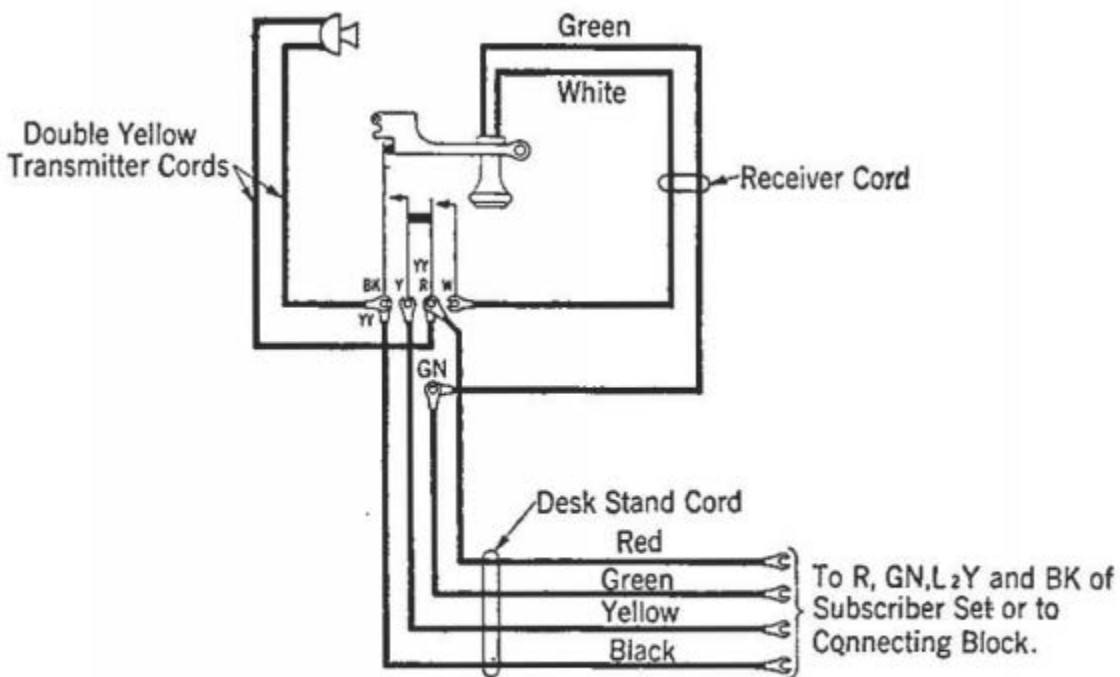 Green
White
Double Yellow
Transmitter Cords
Receiver Cord
YY
BK Y R W
YY
GN
Desk Stand Cord
Red
Green
Yellow
Black
To R, GN,L2Y and BK of
Subscriber Set or to
Connecting Block.